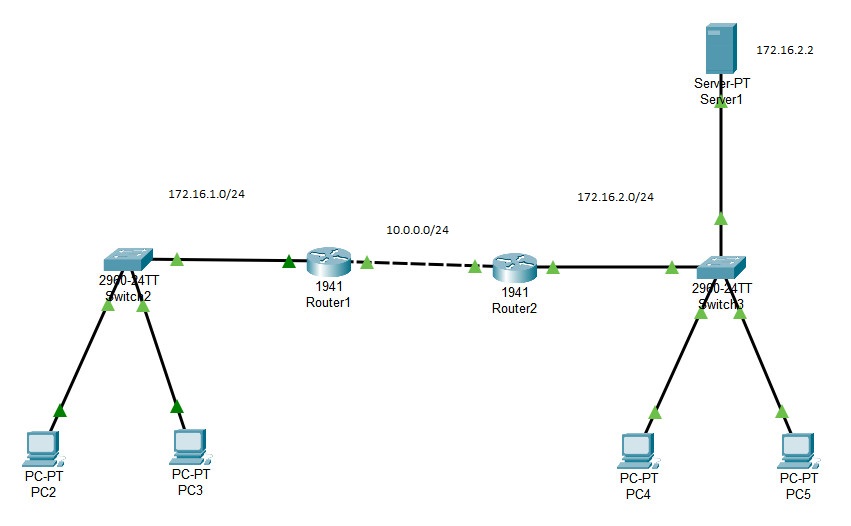 172.16.2.2
Server-PT
Server1
172.16.1.0/24
172.16.2.0/24
10.0.0.0/24
2960-24TT
Switch2
1941
Router1
1941
Router2
2960-24TT
Switch3
PC-PT
PC2
PC-PT
PC3
PC-PT
PC4
PC-PT
PC5